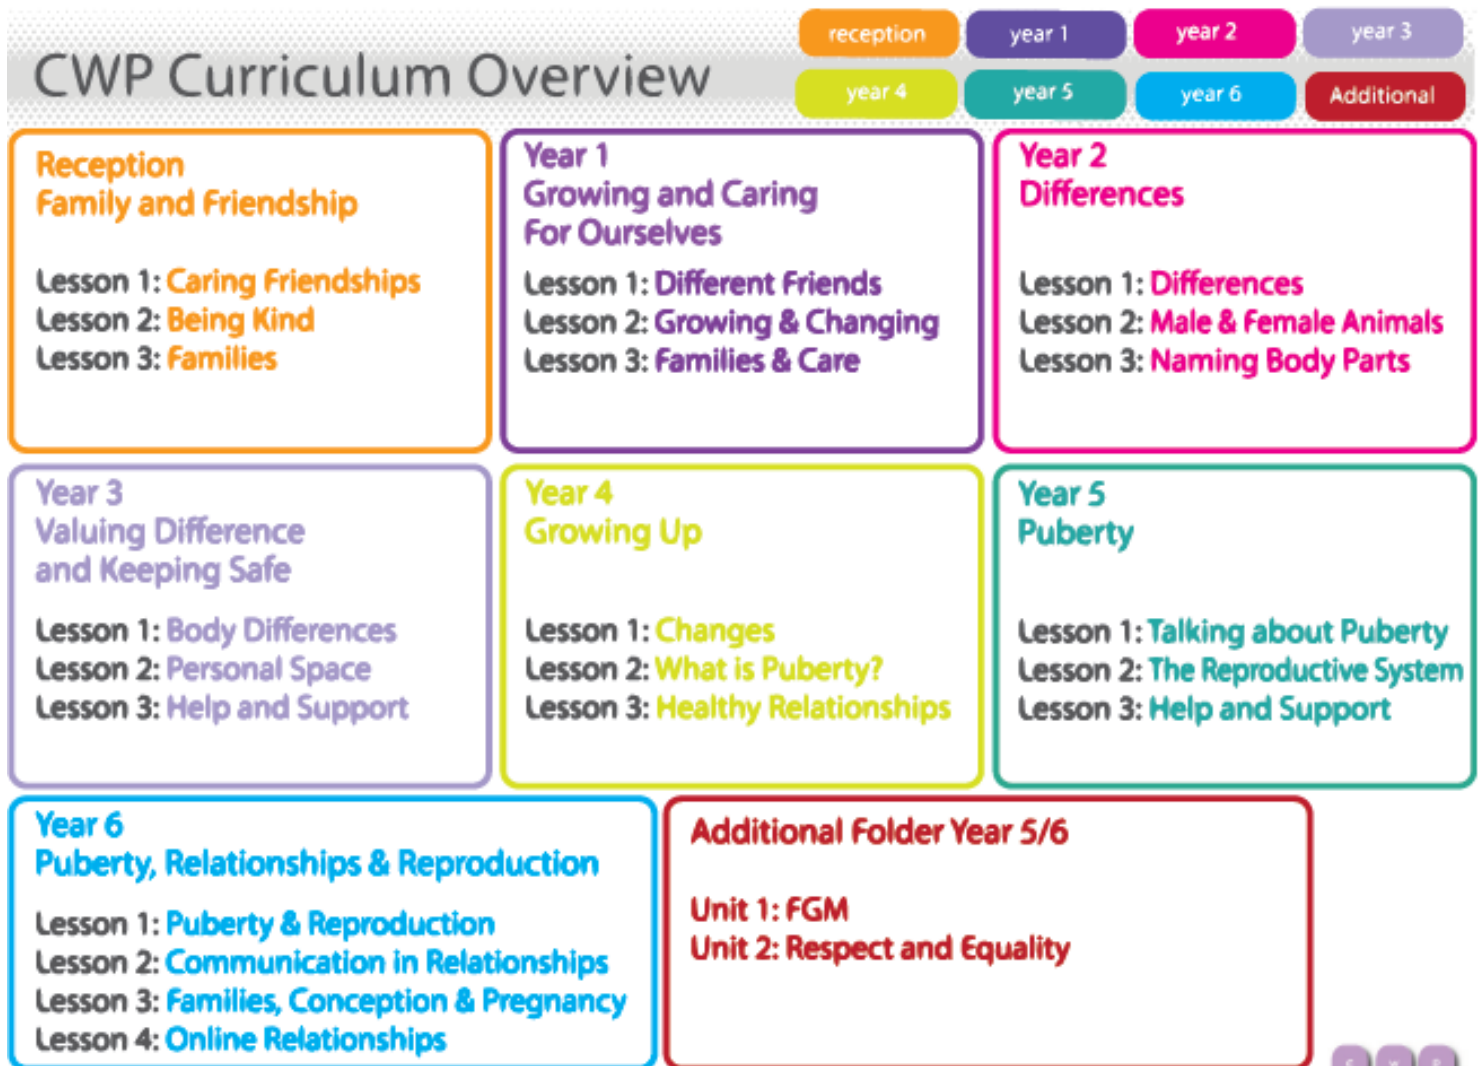 CWP Curriculum Overview
reception
year 1
year 2
year 3
year 4
year 5
year 6
Additional
Reception
Family and Friendship
Lesson 1: Caring Friendships
Lesson 2: Being Kind
Lesson 3: Families
Year 1
Growing and Caring
For Ourselves
Lesson 1: Different Friends
Lesson 2: Growing & Changing
Lesson 3: Families & Care
Year 2
Differences
Lesson 1: Differences
Lesson 2: Male & Female Animals
Lesson 3: Naming Body Parts
Year 3
Valuing Difference
and Keeping Safe
Lesson 1: Body Differences
Lesson 2: Personal Space
Lesson 3: Help and Support
Year 4
Growing Up
Lesson 1: Changes
Lesson 2: What is Puberty?
Lesson 3: Healthy Relationships
Year 5
Puberty
Lesson 1: Talking about Puberty
Lesson 2: The Reproductive System
Lesson 3: Help and Support
Year 6
Puberty, Relationships & Reproduction
Lesson 1: Puberty & Reproduction
Lesson 2: Communication in Relationships
Lesson 3: Families, Conception & Pregnancy
Lesson 4: Online Relationships
Additional Folder Year 5/6
Unit 1: FGM
Unit 2: Respect and Equality